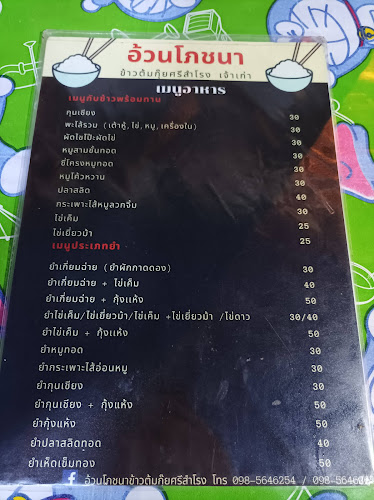 อ้วนโภชนา
ข้าวต้มกุ๊ยศรีสำโรง เจ้าเก่า
เมนูอาหาร
เมนูกับข้าวพร้อมทาน
กุนเชียง 30
พะโล้รวม (เต้าหู้, ไข่, หมู, เครื่องใน) 30
ผัดไชโป๊ะผัดไข่ 30
หมูสามชั้นทอด 30
ซี่โครงหมูทอด 30
หมูโค้วหวาน 30
ปลาสลิด 40
กระเพาะไส้หมูลวกจิ้ม 30
ไข่เค็ม 25
ไข่เยี่ยวม้า 25
เมนูประเภทยำ
ยำเกี่ยมฉ่าย (ยำผักกาดดอง) 30
ยำเกี่ยมฉ่าย + ไข่เค็ม 40
ยำเกี่ยมฉ่าย + กุ้งแห้ง 50
ยำไข่เค็ม/ไข่เยี่ยวม้า/ไข่เค็ม +ไข่เยี่ยวม้า /ไข่ดาว 30/40
ยำไข่เค็ม + กุ้งแห้ง 50
ยำหมูทอด 30
ยำกระเพาะไส้อ่อนหมู 30
ยำกุนเชียง 30
ยำกุนเชียง + กุ้งแห้ง 50
ยำกุ้งแห้ง 50
ยำปลาสลิดทอด 40
ยำเห็ดเข็มทอง 50
อ้วนโภชนาข้าวต้มกุ๊ยศรีสำโรง โทร 098-5646254 /